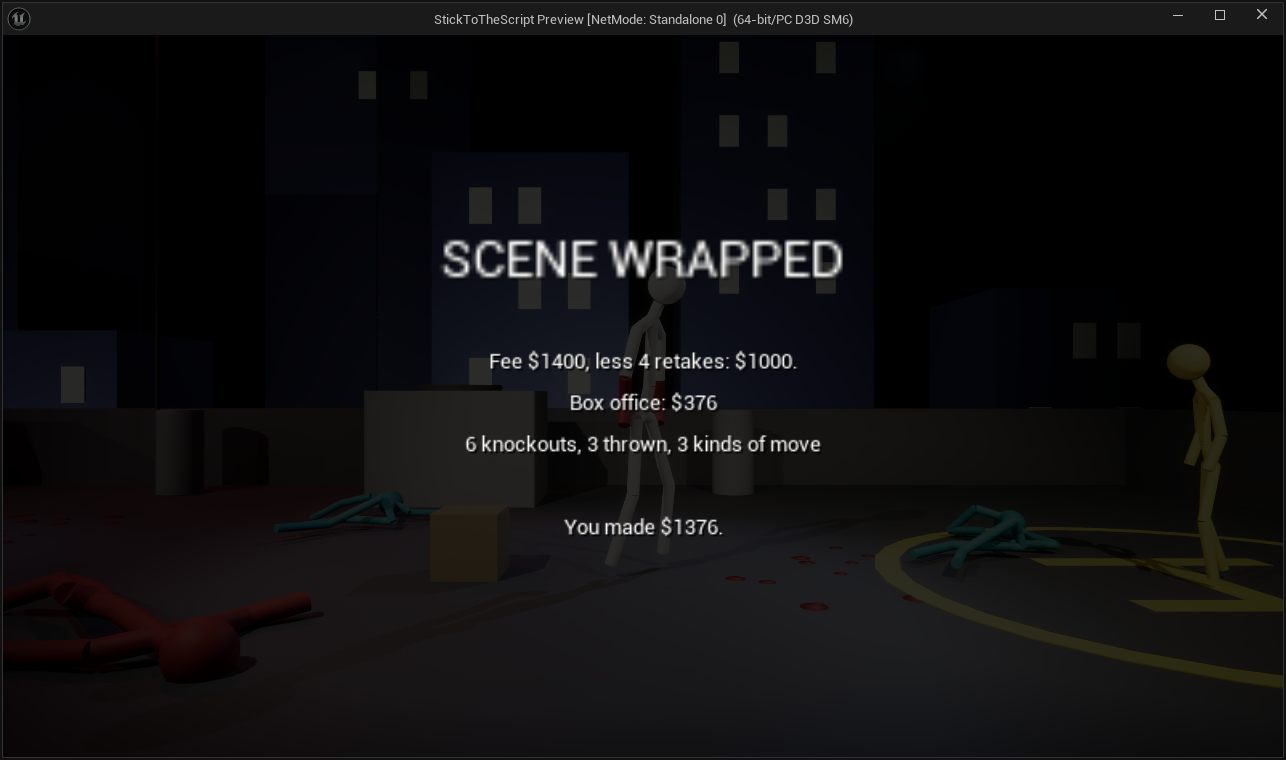 StickToTheScript Preview [NetMode: Standalone 0] (64-bit/PC D3D SM6)
SCENE WRAPPED
Fee $1400, less 4 retakes: $1000.
Box office: $376
6 knockouts, 3 thrown, 3 kinds of move
You made $1376.